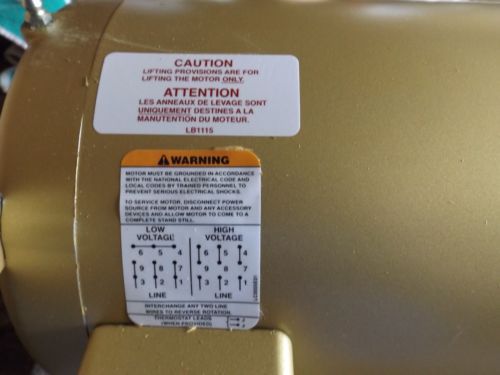 CAUTION
LIFTING PROVISIONS ARE FOR
LIFTING THE MOTOR ONLY.
ATTENTION
LES ANNEAUX DE LEVAGE SONT
UNIQUEMENT DESTINES A LA
MANUTENTION DU MOTEUR.
LB1115
WARNING
MOTOR MUST BE GROUNDED IN ACCORDANCE
WITH THE NATIONAL ELECTRICAL CODE AND
LOCAL CODES BY TRAINED PERSONNEL TO
PREVENT SERIOUS ELECTRICAL SHOCKS.
TO SERVICE MOTOR, DISCONNECT POWER
SOURCE FROM MOTOR AND ANY ACCESSORY
DEVICES AND ALLOW MOTOR TO COME TO A
COMPLETE STAND STILL.
LOW HIGH
VOLTAGE VOLTAGE
6 5 4 6 5 4
9 8 7 9 8 7
3 2 1 3 2 1
LINE LINE
INTERCHANGE ANY TWO LINE
WIRES TO REVERSE ROTATION.
THERMOSTAT LEADS
(WHEN PROVIDED)